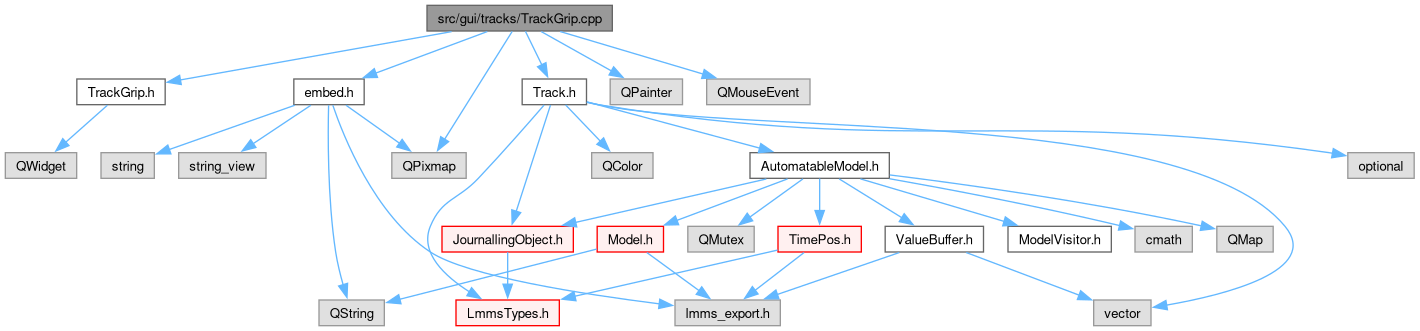 src/gui/tracks/TrackGrip.cpp
TrackGrip.h
embed.h
Track.h
QPainter
QMouseEvent
QWidget
string
string_view
QPixmap
QColor
AutomatableModel.h
optional
JournallingObject.h
Model.h
QMutex
TimePos.h
ValueBuffer.h
ModelVisitor.h
cmath
QMap
QString
LmmsTypes.h
lmms_export.h
vector